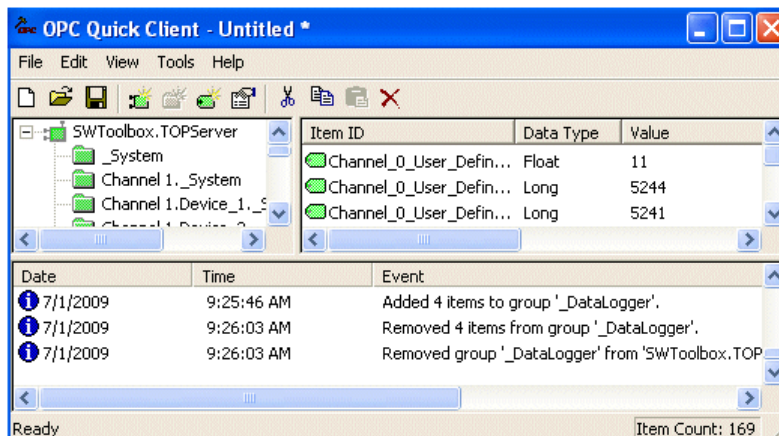 OPC Quick Client - Untitled *
File Edit View Tools Help
SWToolbox.TOPServer
_System
Channel 1._System
Channel 1.Device_1._S
Item ID Data Type Value
Channel_0_User_Defin... Float 11
Channel_0_User_Defin... Long 5244
Channel_0_User_Defin... Long 5241
Date Time Event
7/1/2009 9:25:46 AM Added 4 items to group '_DataLogger'.
7/1/2009 9:26:03 AM Removed 4 items from group '_DataLogger'.
7/1/2009 9:26:03 AM Removed group '_DataLogger' from 'SWToolbox.TOP
Ready Item Count: 169